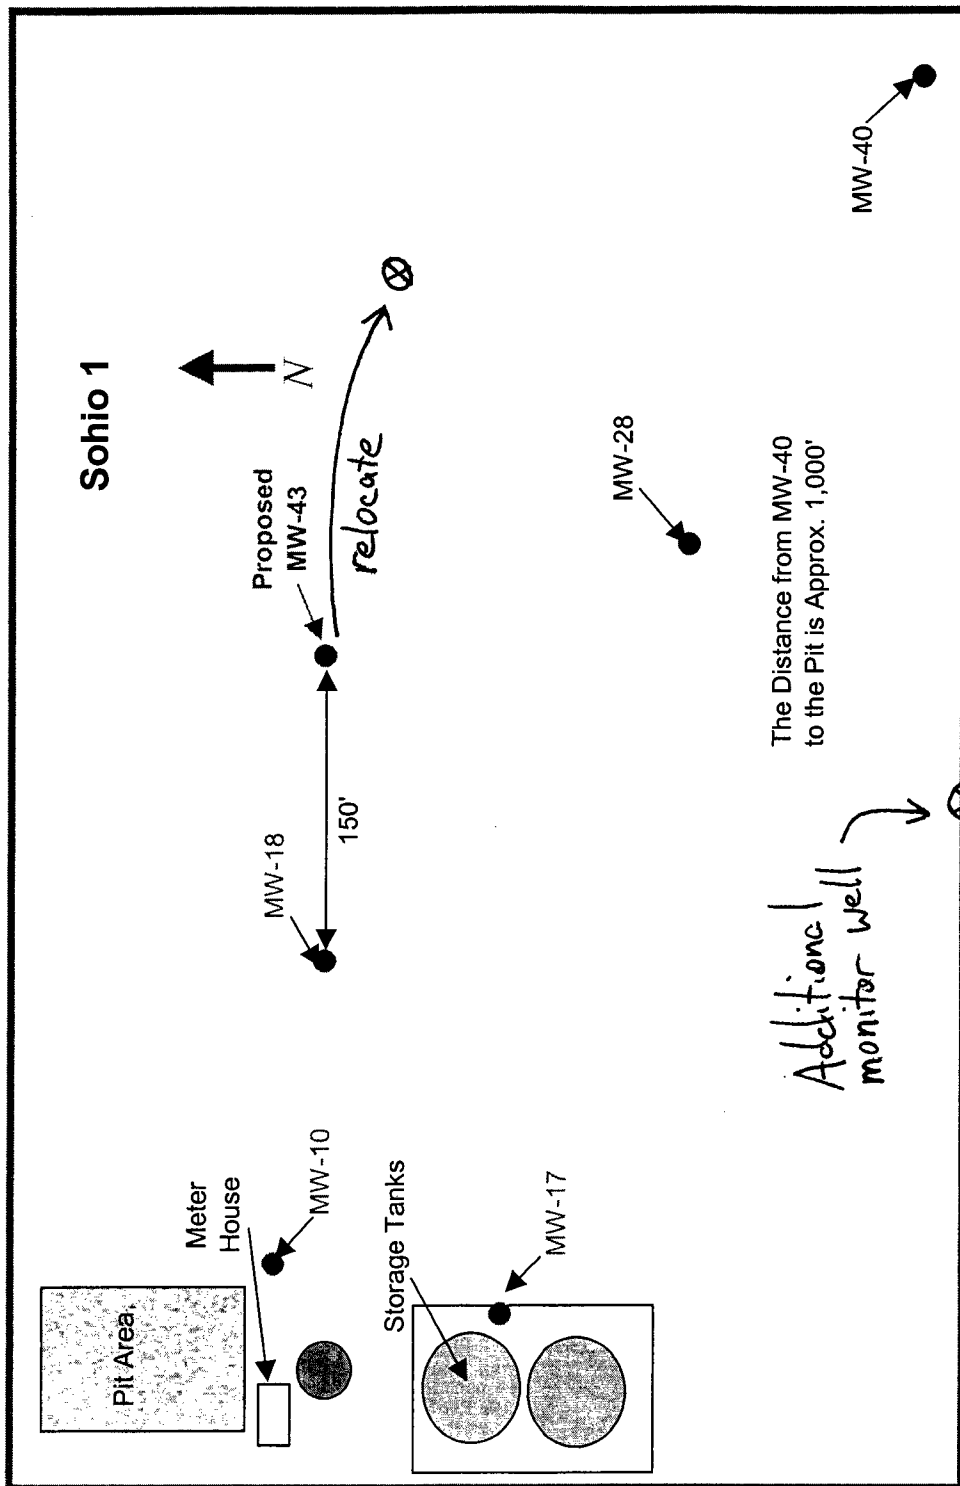 Sohio 1
N
Pit Area
Meter
House
MW-10
MW-18
150'
Proposed
MW-43
relocate
Storage Tanks
MW-17
MW-28
MW-40
The Distance from MW-40
to the Pit is Approx. 1,000'
Additional
monitor well